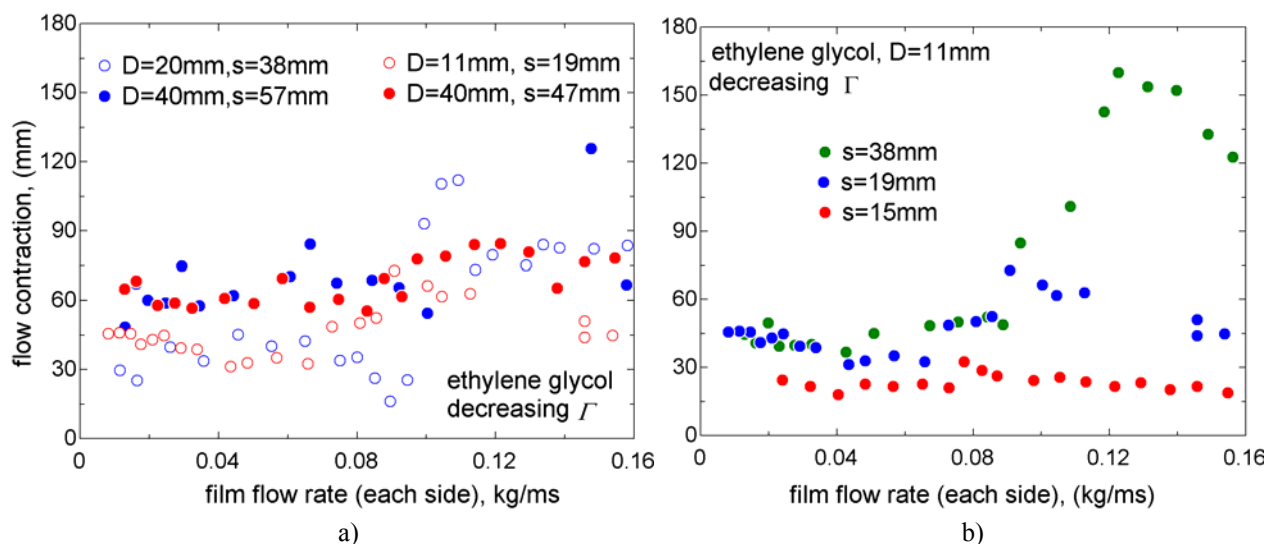 180
150
120
90
60
30
0
flow contraction, (mm)
D=20mm,s=38mm
D=11mm, s=19mm
D=40mm,s=57mm
D=40mm, s=47mm
ethylene glycol
decreasing Γ
0
0.04
0.08
0.12
0.16
film flow rate (each side), kg/ms
a)
180
150
120
90
60
30
0
ethylene glycol, D=11mm
decreasing Γ
s=38mm
s=19mm
s=15mm
0
0.04
0.08
0.12
0.16
film flow rate (each side), (kg/ms)
b)